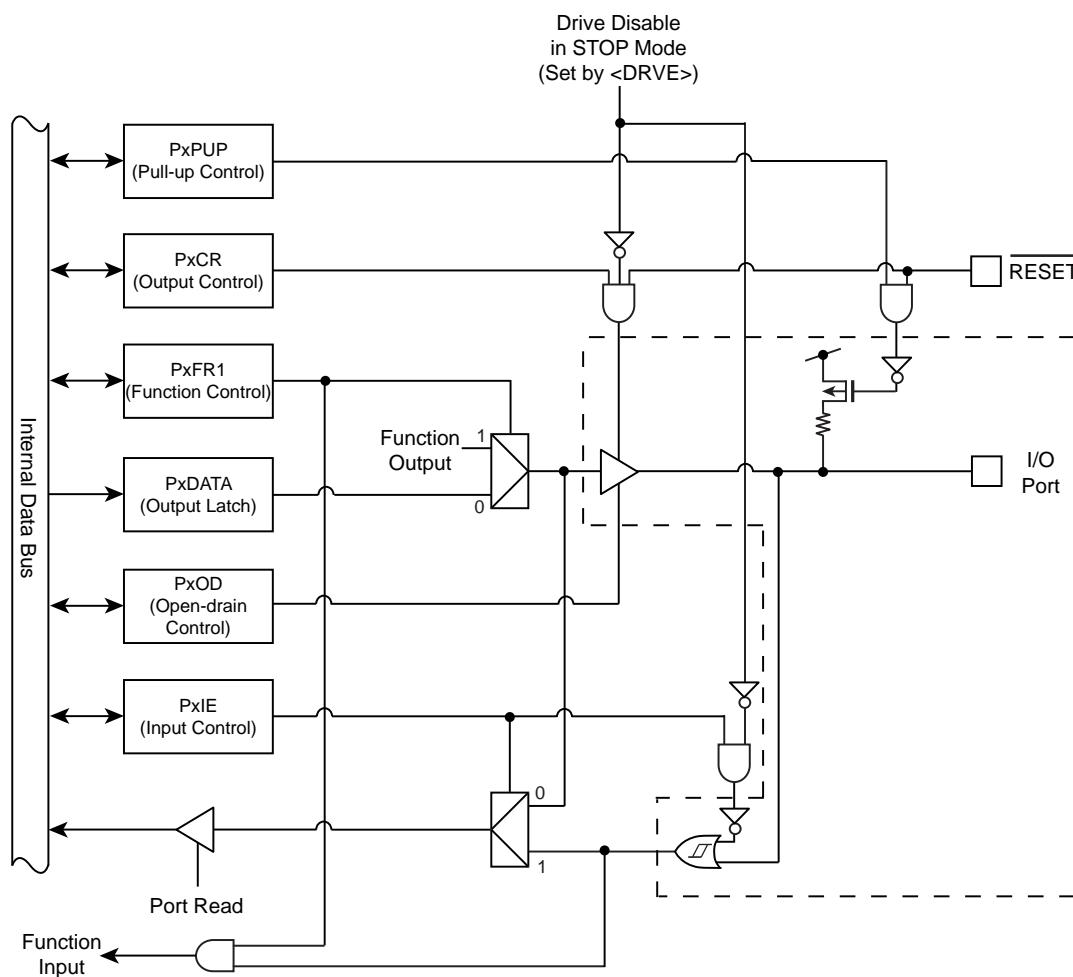 Drive Disable
in STOP Mode
(Set by <DRVE>)
PxPUP
(Pull-up Control)
PxCR
(Output Control)
RESET
PxFR1
(Function Control)
Internal Data Bus
Function
Output
1
0
I/O
Port
PxDATA
(Output Latch)
PxOD
(Open-drain
Control)
PxIE
(Input Control)
0
1
Port Read
Function
Input